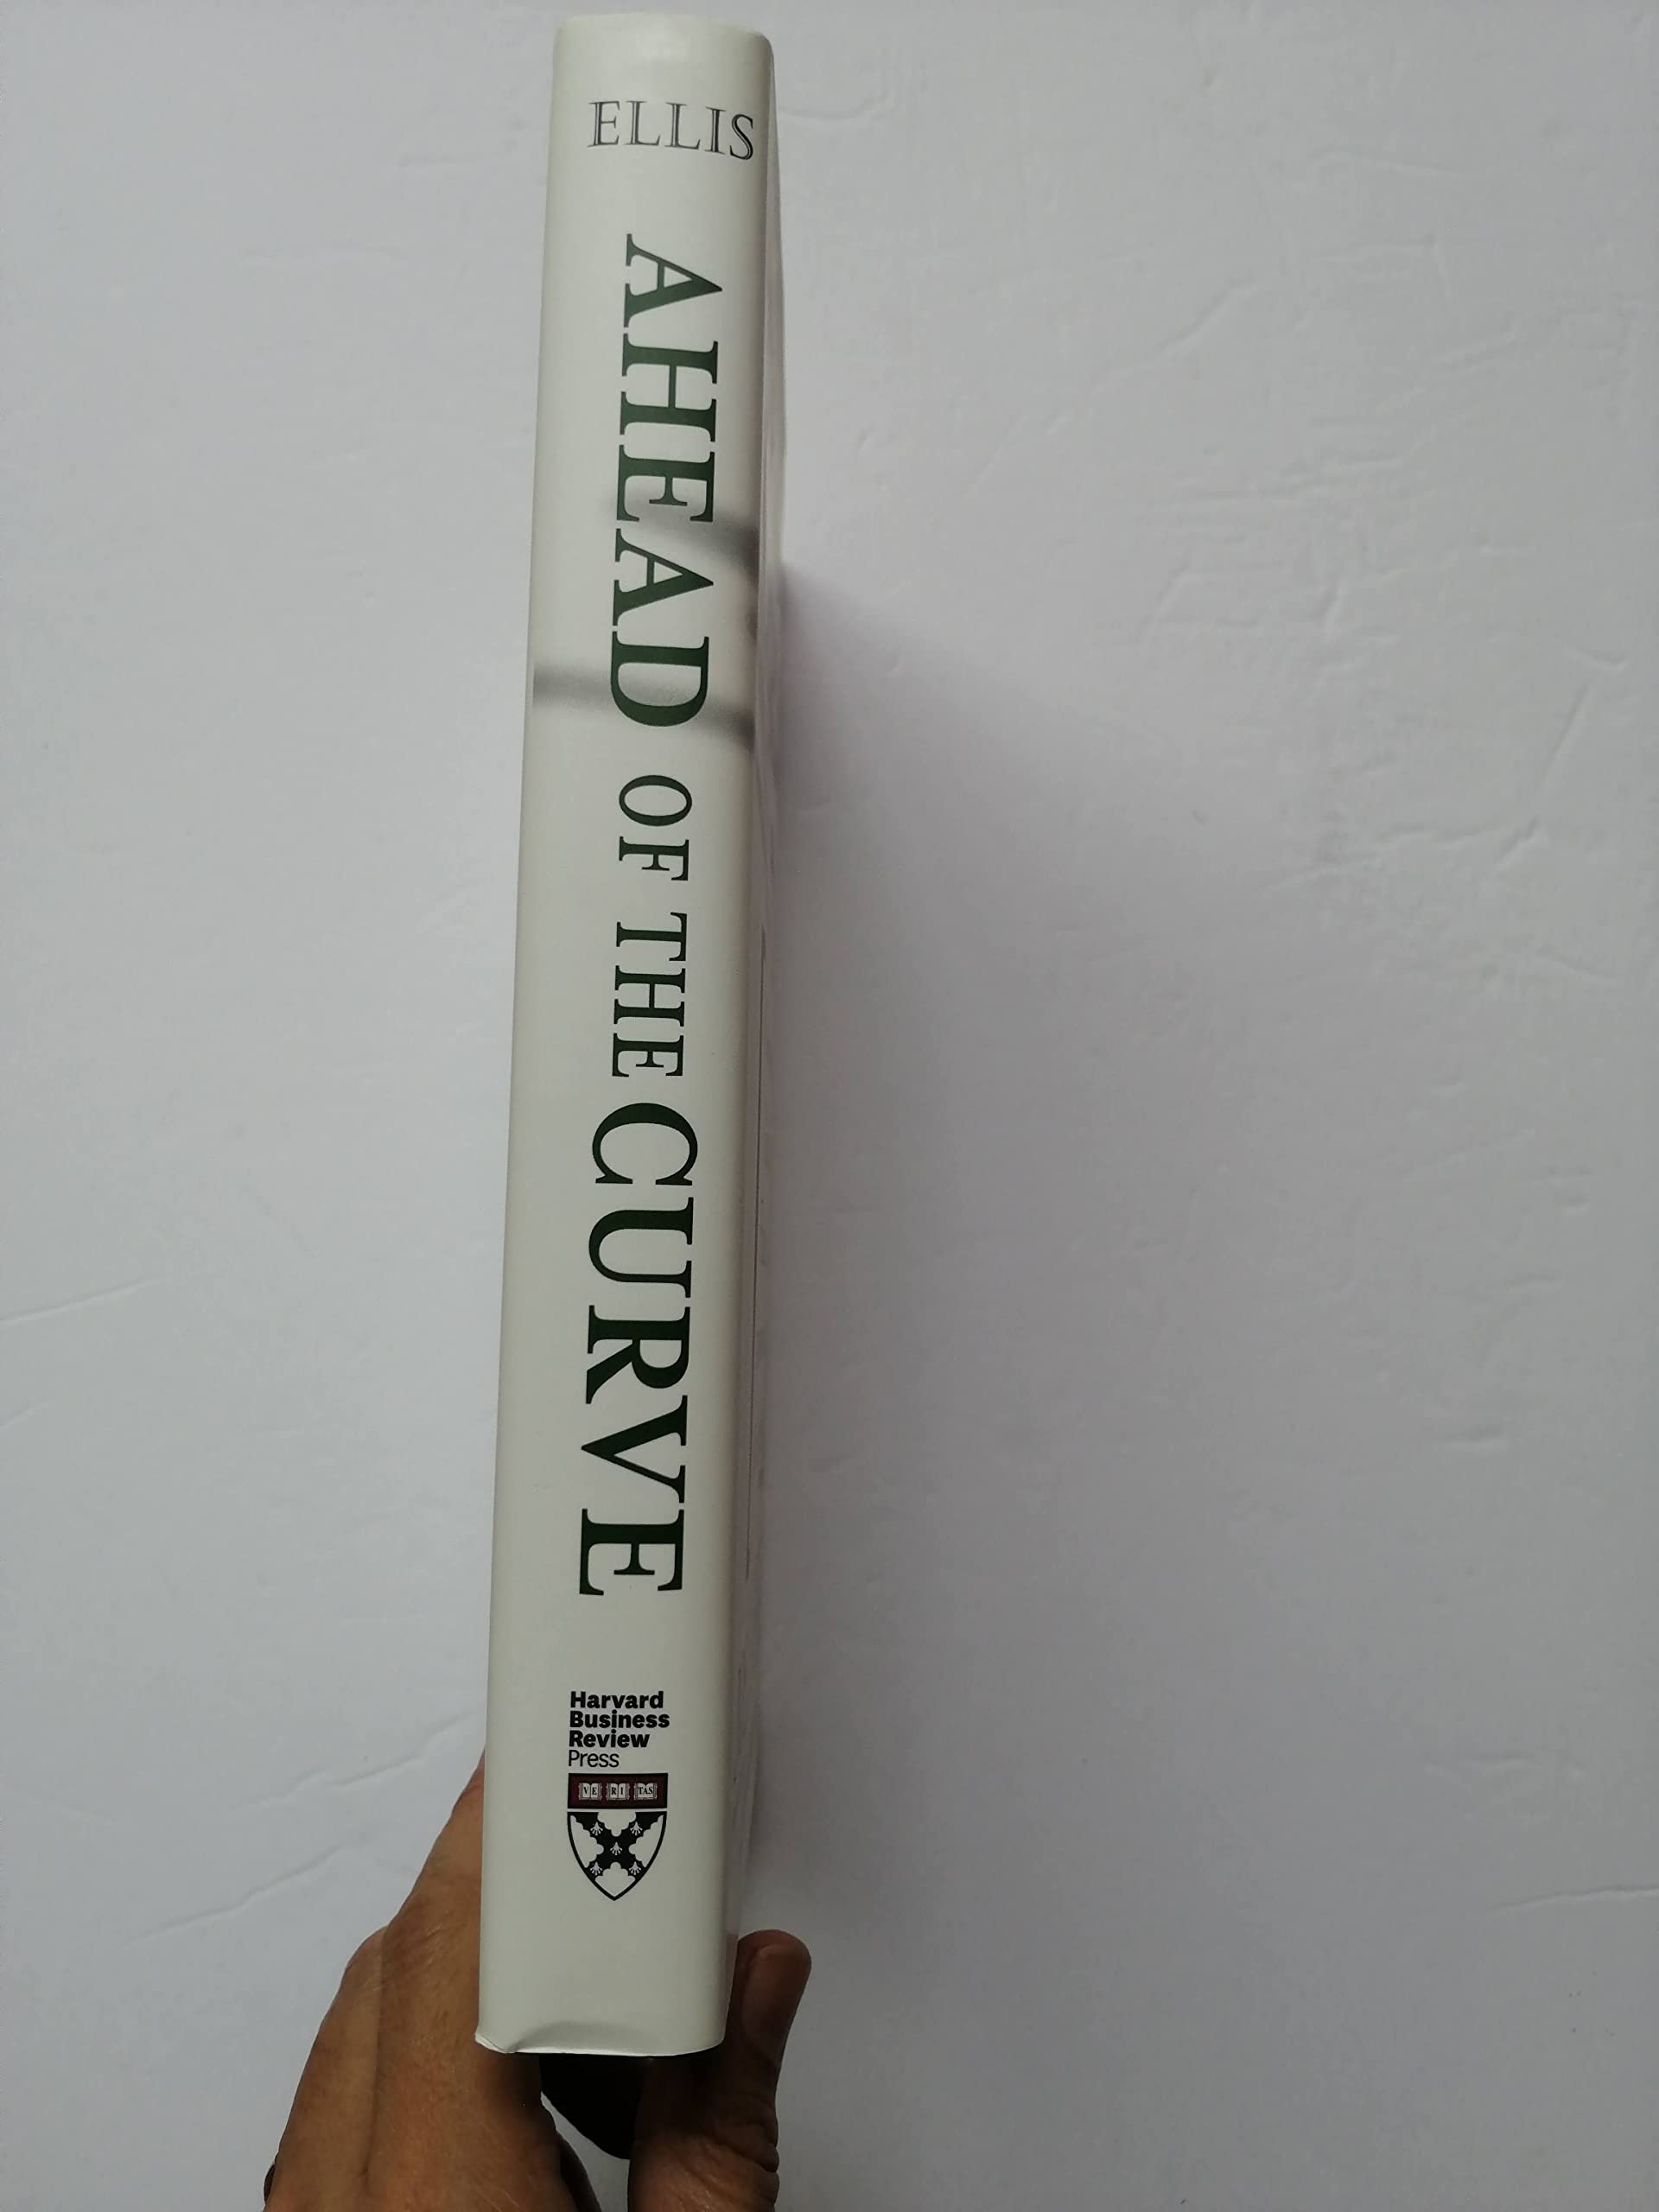 ELLIS
AHEAD OF THE CURVE
Harvard
Business
Review
Press
VE RI TAS